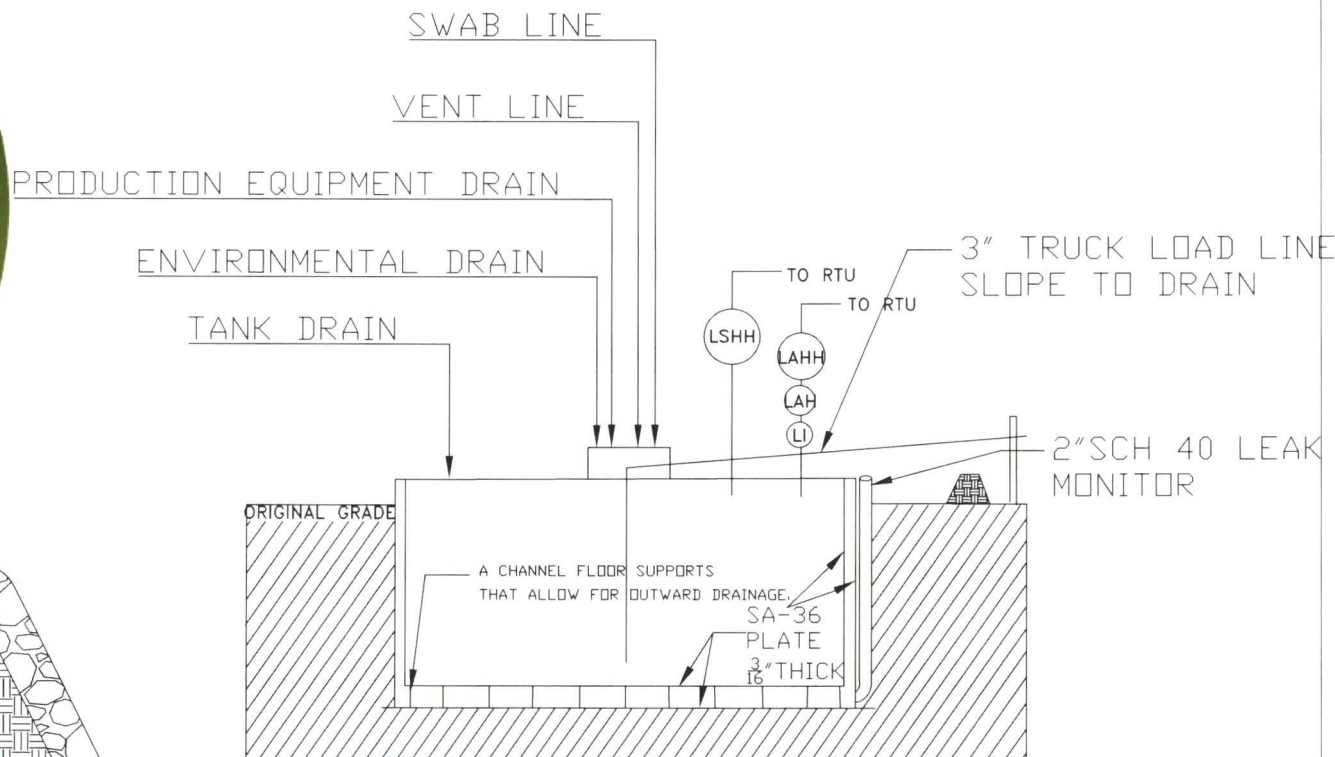 SWAB LINE
VENT LINE
PRODUCTION EQUIPMENT DRAIN
ENVIRONMENTAL DRAIN
TANK DRAIN
TO RTU
TO RTU
LSHH
LAHH
LAH
LI
3" TRUCK LOAD LINE
SLOPE TO DRAIN
2"SCH 40 LEAK
MONITOR
ORIGINAL GRADE
A CHANNEL FLOOR SUPPORTS
THAT ALLOW FOR OUTWARD DRAINAGE.
SA-36
PLATE
3/16" THICK